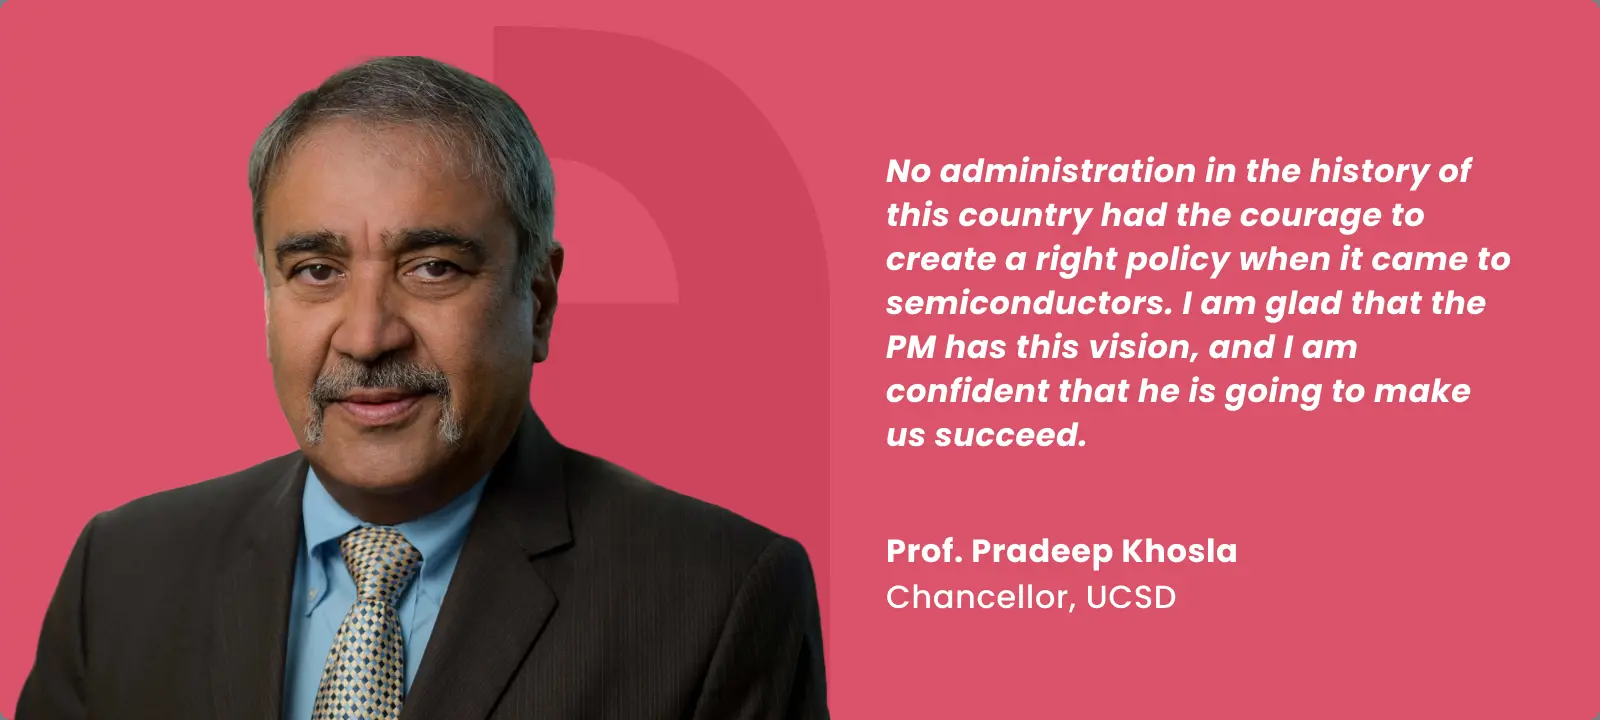 No administration in the history of
this country had the courage to
create a right policy when it came to
semiconductors. I am glad that the
PM has this vision, and I am
confident that he is going to make
us succeed.
Prof. Pradeep Khosla
Chancellor, UCSD